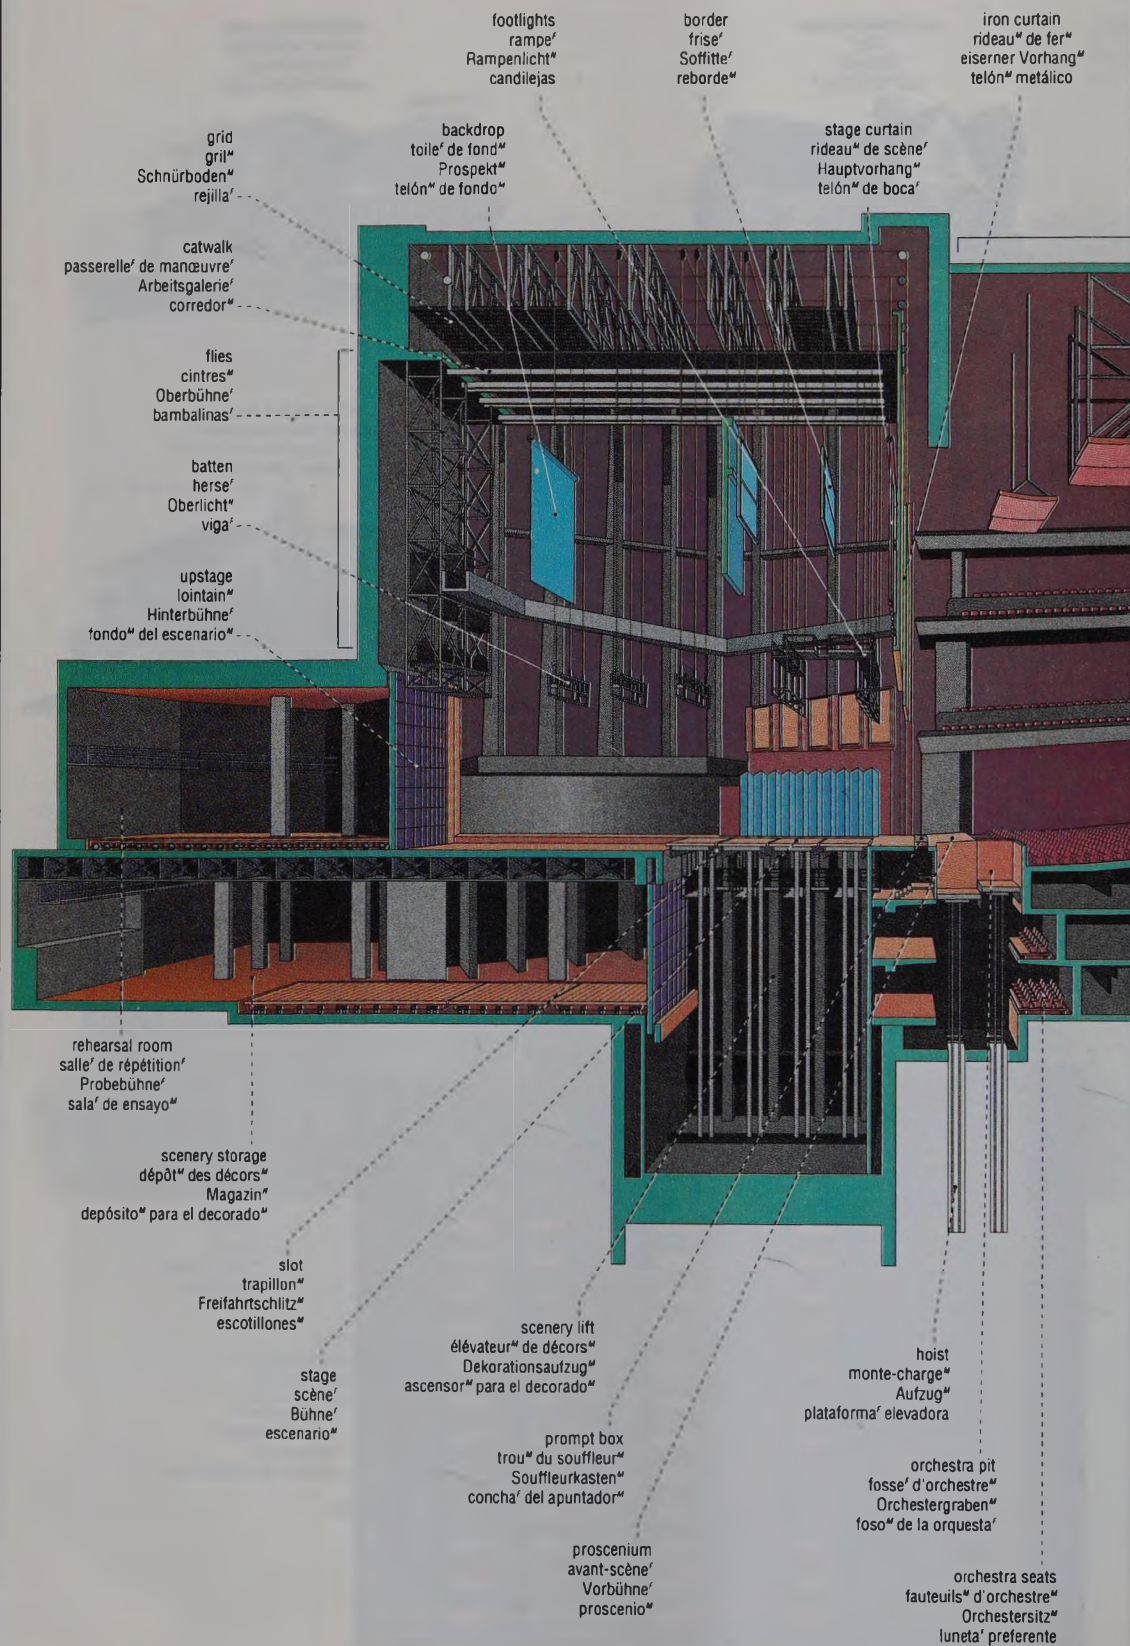 footlights
rampeᶠ
Rampenlichtᴺ
candilejas
border
friseᶠ
Soffitteᶠ
rebordeᴹ
iron curtain
rideauᴹ de ferᴹ
eiserner Vorhangᴹ
telónᴹ metálico
grid
grilᴹ
Schnürbodenᴹ
rejillaᶠ
backdrop
toileᶠ de fondᴹ
Prospektᴹ
telónᴹ de fondoᴹ
stage curtain
rideauᴹ de scèneᶠ
Hauptvorhangᴹ
telónᴹ de bocaᶠ
catwalk
passerelleᶠ de manœuvreᶠ
Arbeitsgalerieᶠ
corredorᴹ
flies
cintresᴹ
Oberbühneᶠ
bambalinasᶠ
batten
herseᶠ
Oberlichtᴺ
vigaᶠ
upstage
lointainᴹ
Hinterbühneᶠ
fondoᴹ del escenarioᴹ
rehearsal room
salleᶠ de répétitionᶠ
Probebühneᶠ
salaᶠ de ensayoᴹ
scenery storage
dépôtᴹ des décorsᴹ
Magazinᴺ
depósitoᴹ para el decoradoᴹ
slot
trapillonᴹ
Freifahrtschlitzᴹ
escotillonesᴹ
stage
scèneᶠ
Bühneᶠ
escenarioᴹ
scenery lift
élévateurᴹ de décorsᴹ
Dekorationsaufzugᴹ
ascensorᴹ para el decoradoᴹ
prompt box
trouᴹ du souffleurᴹ
Souffleurkastenᴹ
conchaᶠ del apuntadorᴹ
proscenium
avant-scèneᶠ
Vorbühneᶠ
proscenioᴹ
hoist
monte-chargeᴹ
Aufzugᴹ
plataformaᶠ elevadora
orchestra pit
fosseᶠ d'orchestreᴹ
Orchestergrabenᴹ
fosoᴹ de la orquestaᶠ
orchestra seats
fauteuilsᴹ d'orchestreᴹ
Orchestersitzᴹ
lunetaᶠ preferente